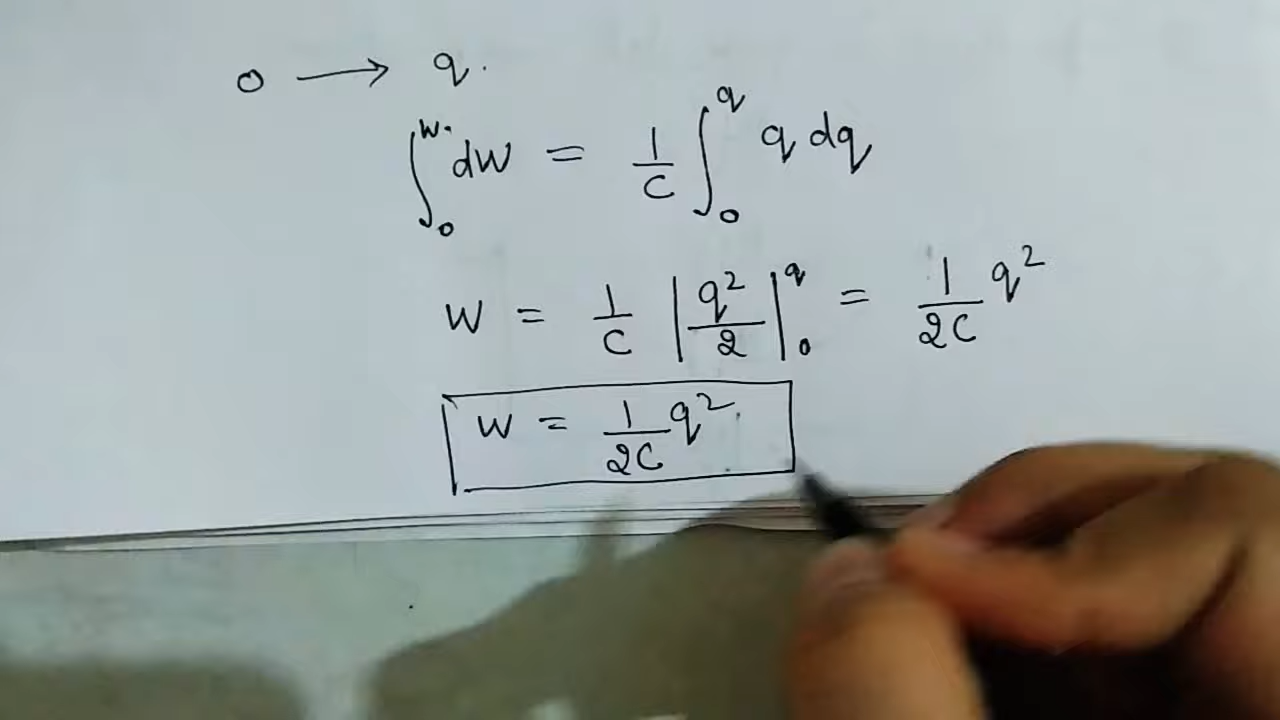 0 ⟶ q.
∫₀^W. dW = 1/C ∫₀^q q dq
W = 1/C |q²/2|₀^q = 1/2C q²
W = 1/2C q²